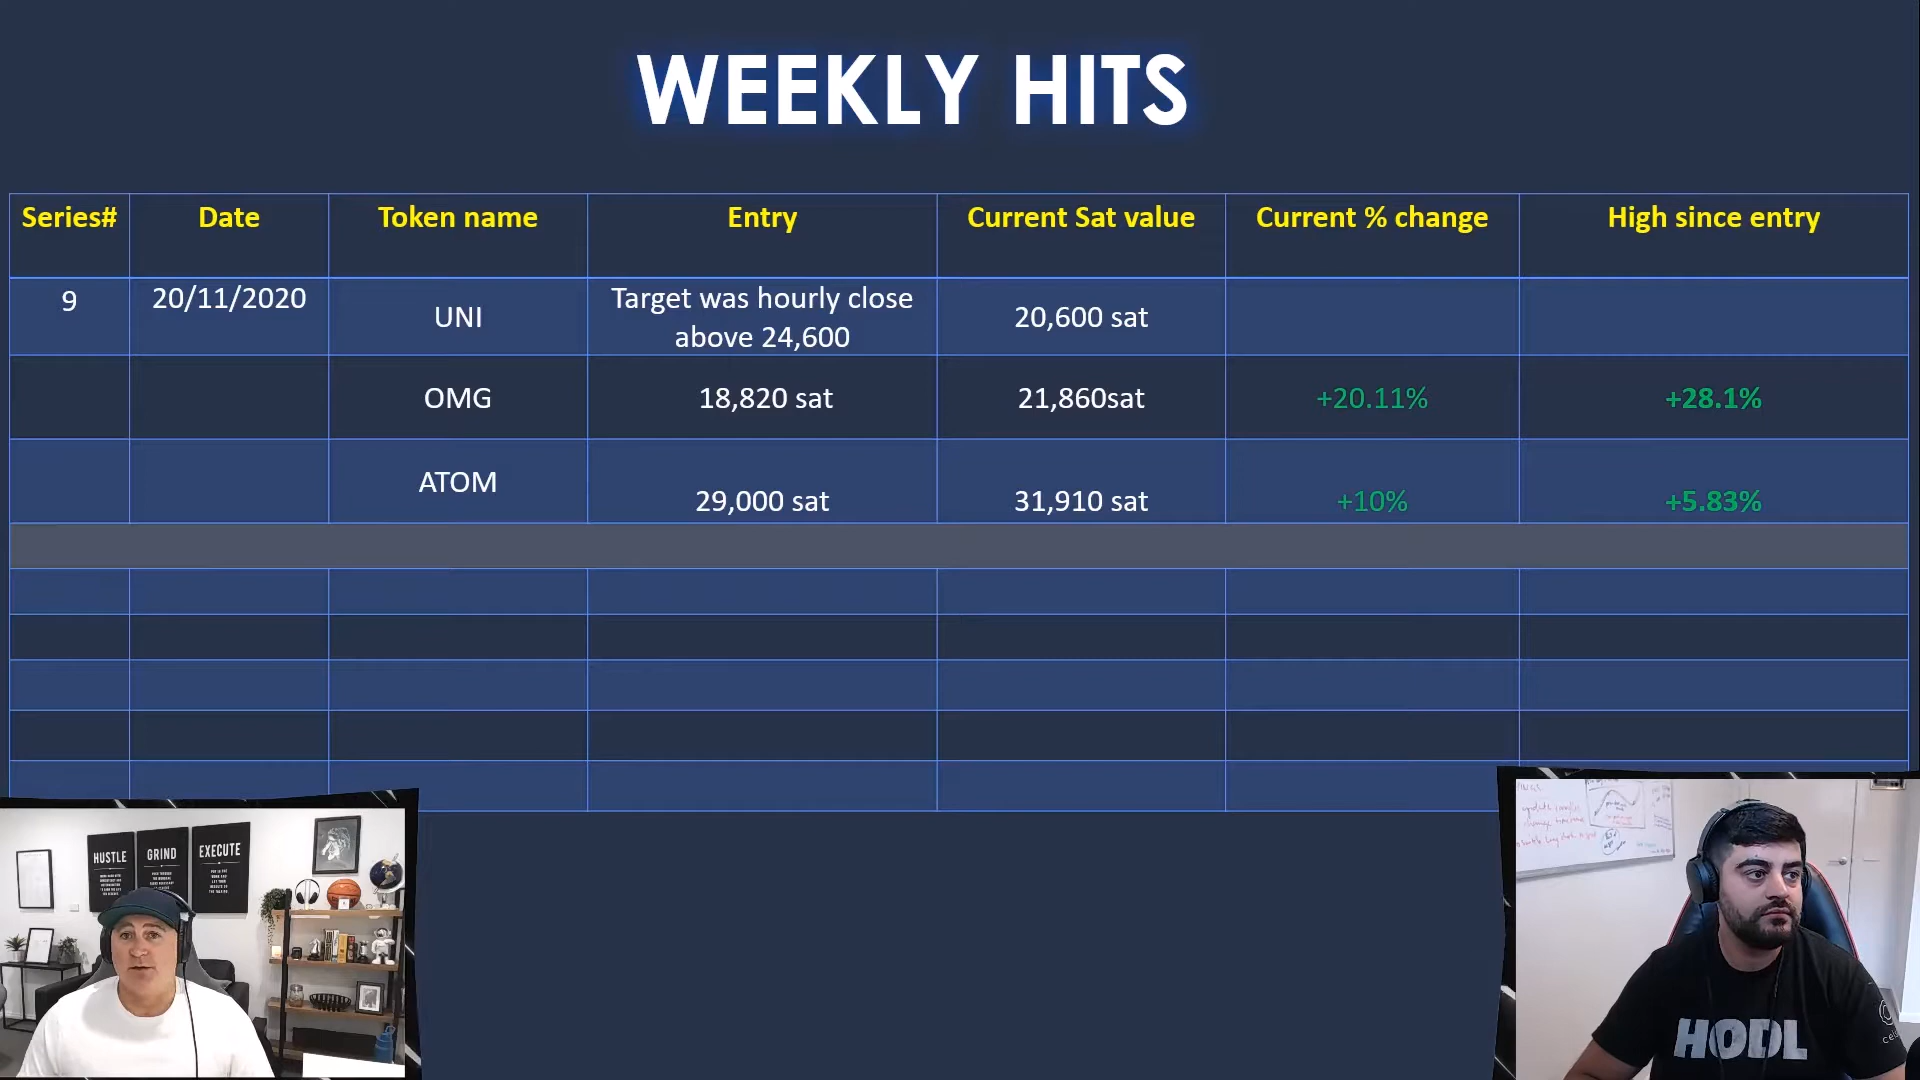 WEEKLY HITS
Series# Date Token name Entry Current Sat value Current % change High since entry
9 20/11/2020 UNI Target was hourly close above 24,600 20,600 sat
OMG 18,820 sat 21,860sat +20.11% +28.1%
ATOM 29,000 sat 31,910 sat +10% +5.83%
HUSTLE
GRIND
EXECUTE
HODL